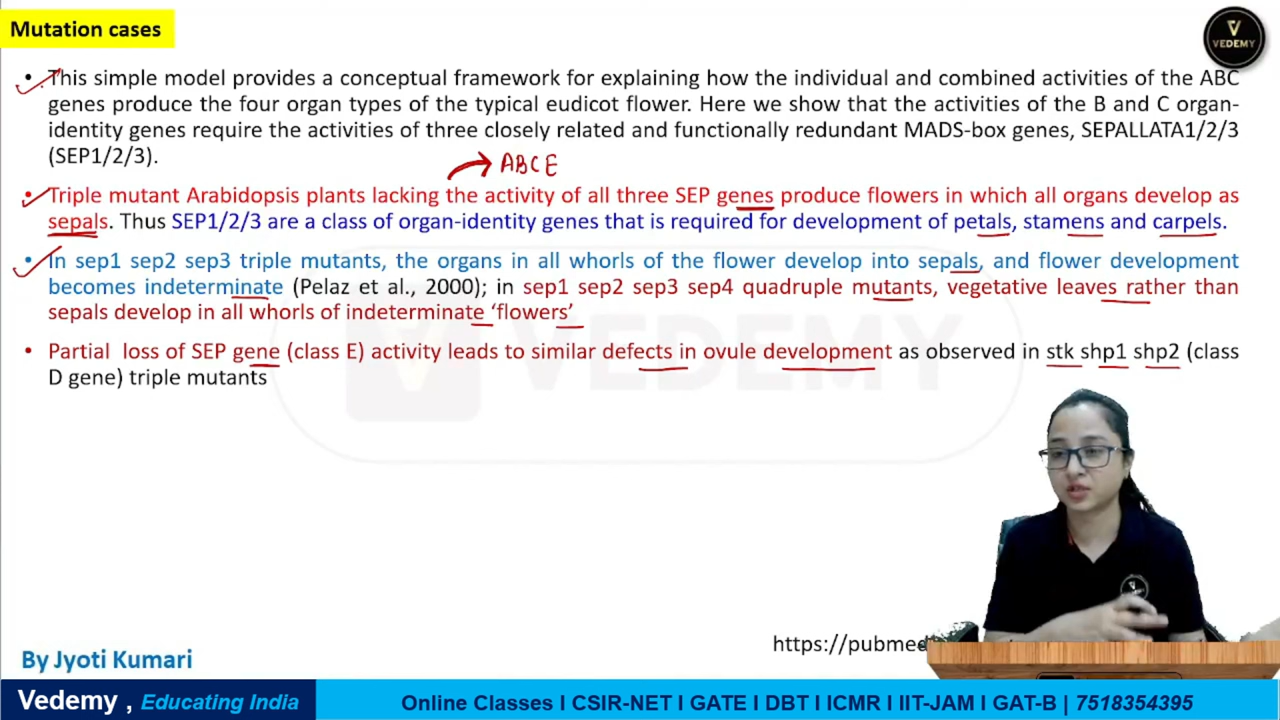 Mutation cases
VEDEMY
• This simple model provides a conceptual framework for explaining how the individual and combined activities of the ABC
genes produce the four organ types of the typical eudicot flower. Here we show that the activities of the B and C organ-
identity genes require the activities of three closely related and functionally redundant MADS-box genes, SEPALLATA1/2/3
(SEP1/2/3).
ABCE
• Triple mutant Arabidopsis plants lacking the activity of all three SEP genes produce flowers in which all organs develop as
sepals. Thus SEP1/2/3 are a class of organ-identity genes that is required for development of petals, stamens and carpels.
• In sep1 sep2 sep3 triple mutants, the organs in all whorls of the flower develop into sepals, and flower development
becomes indeterminate (Pelaz et al., 2000); in sep1 sep2 sep3 sep4 quadruple mutants, vegetative leaves rather than
sepals develop in all whorls of indeterminate ‘flowers’
• Partial loss of SEP gene (class E) activity leads to similar defects in ovule development as observed in stk shp1 shp2 (class
D gene) triple mutants
VEDEMY
https://pubmed
By Jyoti Kumari
Vedemy , Educating India
Online Classes I CSIR-NET I GATE I DBT I ICMR I IIT-JAM I GAT-B | 7518354395